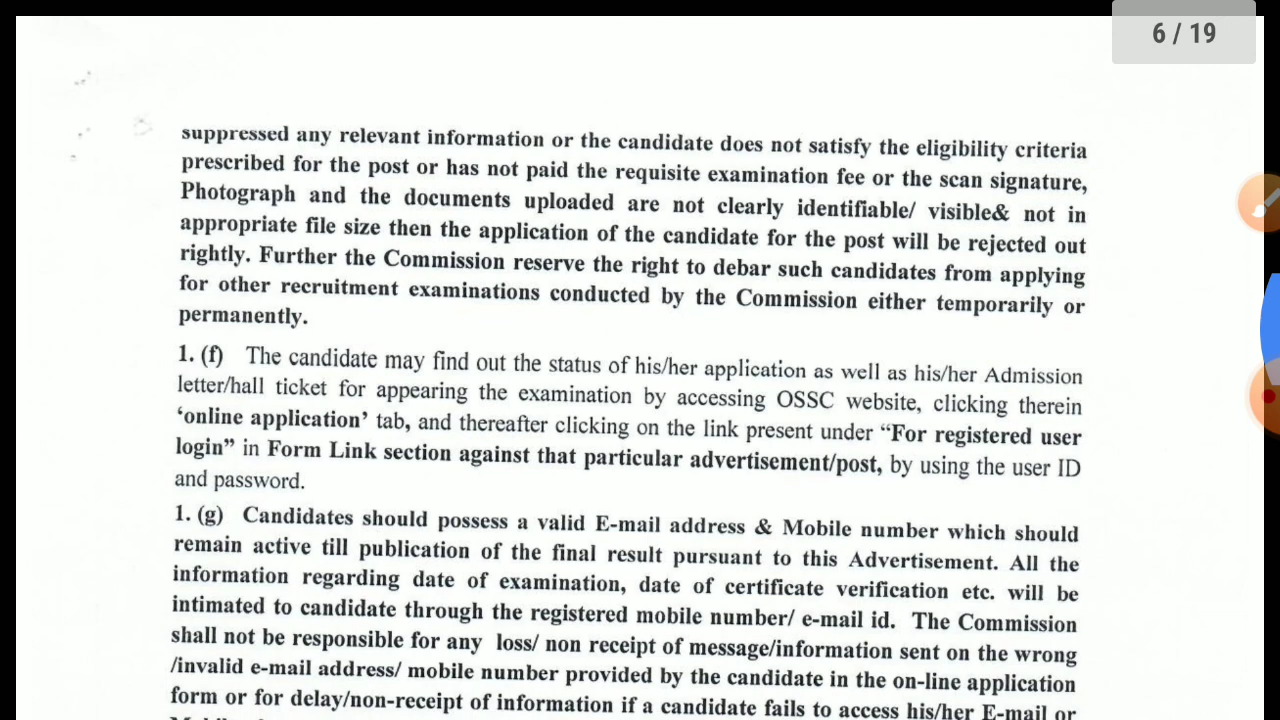 6 / 19
suppressed any relevant information or the candidate does not satisfy the eligibility criteria
prescribed for the post or has not paid the requisite examination fee or the scan signature,
Photograph and the documents uploaded are not clearly identifiable/ visible& not in
appropriate file size then the application of the candidate for the post will be rejected out
rightly. Further the Commission reserve the right to debar such candidates from applying
for other recruitment examinations conducted by the Commission either temporarily or
permanently.
1. (f) The candidate may find out the status of his/her application as well as his/her Admission
letter/hall ticket for appearing the examination by accessing OSSC website, clicking therein
‘online application’ tab, and thereafter clicking on the link present under “For registered user
login” in Form Link section against that particular advertisement/post, by using the user ID
and password.
1. (g) Candidates should possess a valid E-mail address & Mobile number which should
remain active till publication of the final result pursuant to this Advertisement. All the
information regarding date of examination, date of certificate verification etc. will be
intimated to candidate through the registered mobile number/ e-mail id. The Commission
shall not be responsible for any loss/ non receipt of message/information sent on the wrong
/invalid e-mail address/ mobile number provided by the candidate in the on-line application
form or for delay/non-receipt of information if a candidate fails to access his/her E-mail or